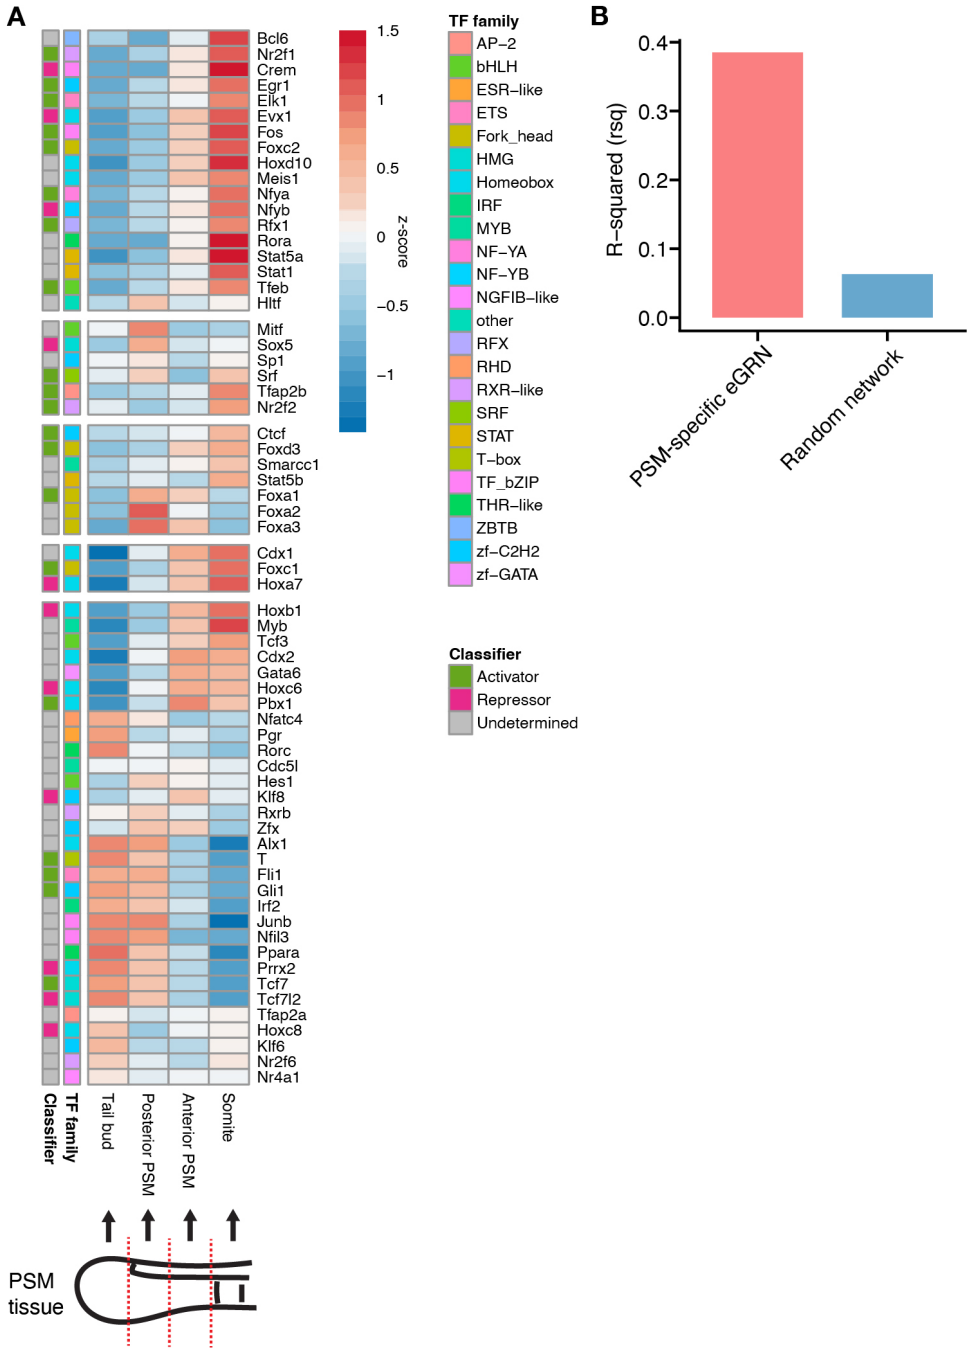 A
Bcl6
Nr2f1
Crem
Egr1
Elk1
Evx1
Fos
Foxc2
Hoxd10
Meis1
Nfya
Nfyb
Rfx1
Rora
Stat5a
Stat1
Tfeb
Hltf
Mitf
Sox5
Sp1
Srf
Tfap2b
Nr2f2
Ctcf
Foxd3
Smarcc1
Stat5b
Foxa1
Foxa2
Foxa3
Cdx1
Foxc1
Hoxa7
Hoxb1
Myb
Tcf3
Cdx2
Gata6
Hoxc6
Pbx1
Nfatc4
Pgr
Rorc
Cdc5l
Hes1
Klf8
Rxrb
Zfx
Alx1
T
Fli1
Gli1
Irf2
Junb
Nfil3
Ppara
Prrx2
Tcf7
Tcf7l2
Tfap2a
Hoxc8
Klf6
Nr2f6
Nr4a1
Classifier
TF family
Tail bud
Posterior PSM
Anterior PSM
Somite
PSM
tissue
1.5
1
0.5
0
−0.5
−1
z−score
TF family
AP−2
bHLH
ESR−like
ETS
Fork_head
HMG
Homeobox
IRF
MYB
NF−YA
NF−YB
NGFIB−like
other
RFX
RHD
RXR−like
SRF
STAT
T−box
TF_bZIP
THR−like
ZBTB
zf−C2H2
zf−GATA
Classifier
Activator
Repressor
Undetermined
B
R−squared (rsq)
0.4
0.3
0.2
0.1
0.0
PSM−specific eGRN
Random network